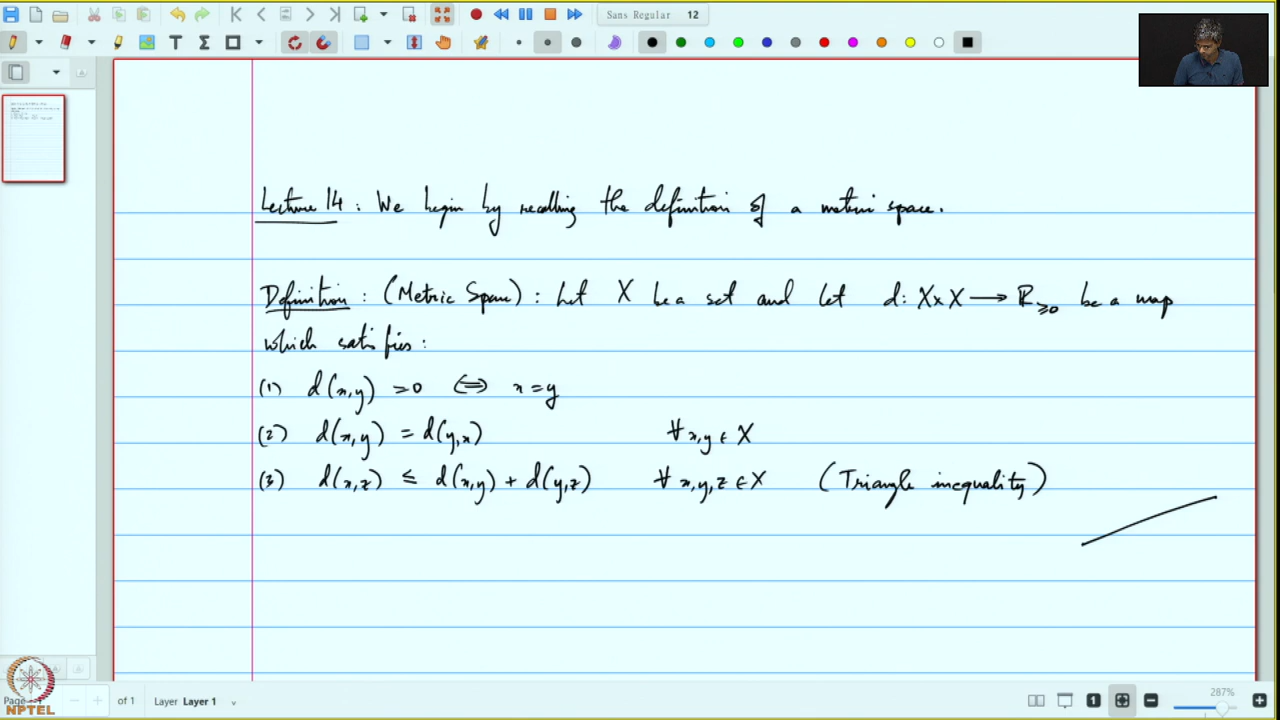 Sans Regular 12
Lecture 14 : We begin by recalling the definition of a metric space.
Definition : (Metric Space) : Let X be a set and let d: X×X ⟶ ℝ≥0 be a map
which satisfies :
(1) d(x,y) = 0 ⟺ x = y
(2) d(x,y) = d(y,x) ∀ x,y ∈ X
(3) d(x,z) ≤ d(x,y) + d(y,z) ∀ x,y,z ∈ X (Triangle inequality)
Page of 1 Layer Layer 1
287%
NPTEL